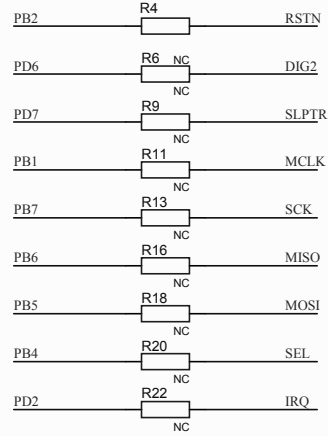 PB2 R4 RSTN
PD6 R6 NC DIG2
NC
PD7 R9 SLPTR
NC
PB1 R11 MCLK
NC
PB7 R13 SCK
NC
PB6 R16 MISO
NC
PB5 R18 MOSI
NC
PB4 R20 SEL
NC
PD2 R22 IRQ
NC